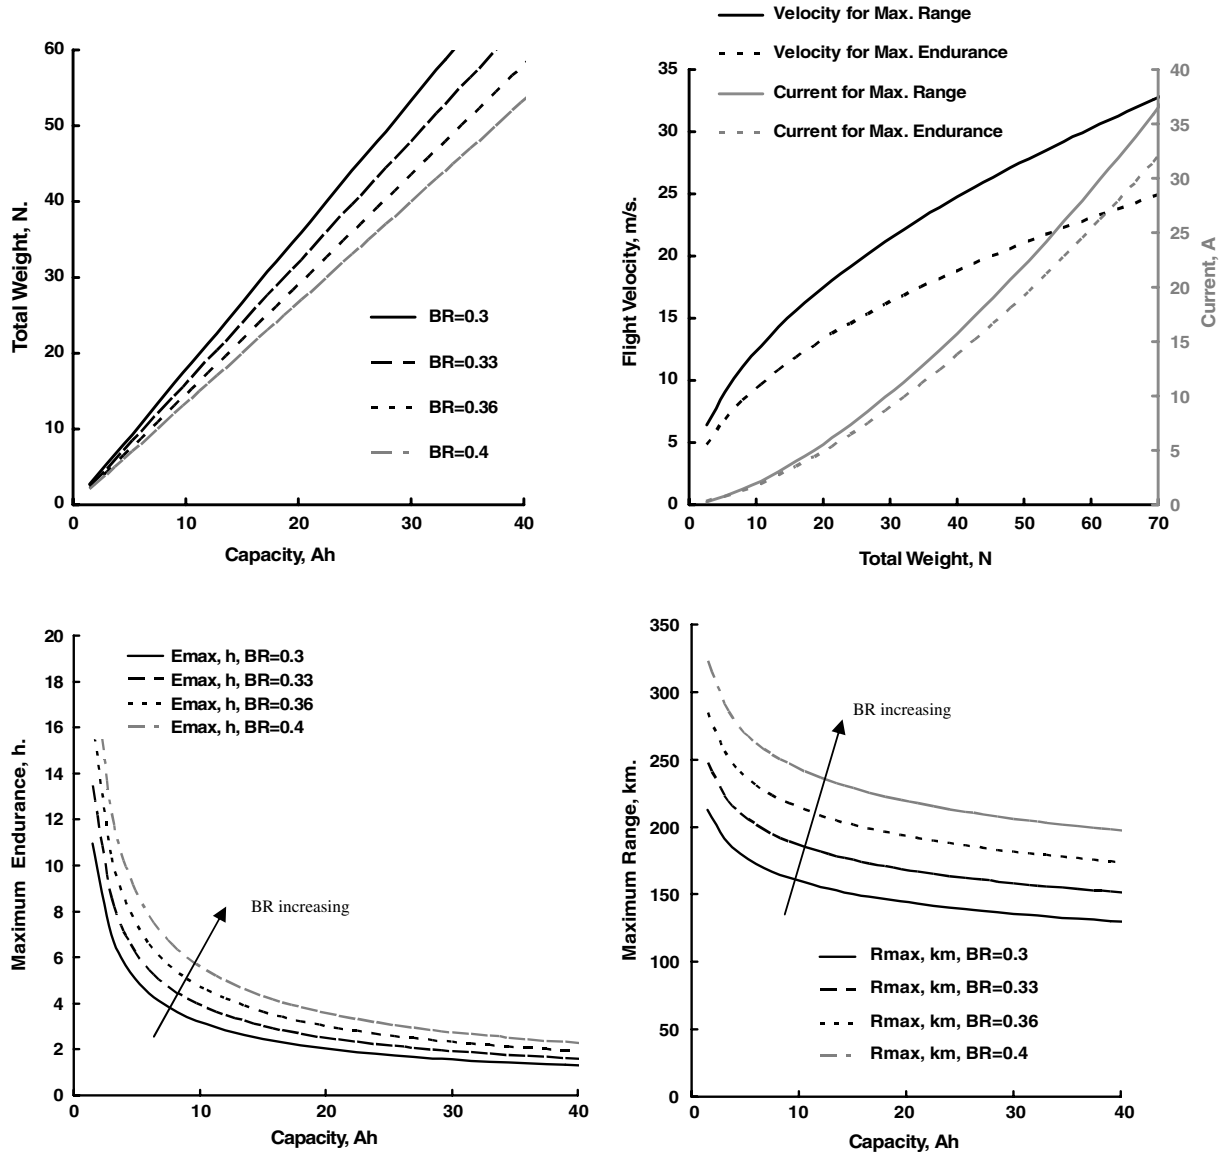 60
50
40
30
20
10
0
Total Weight, N.
0 10 20 30 40
Capacity, Ah
BR=0.3
BR=0.33
BR=0.36
BR=0.4
Velocity for Max. Range
Velocity for Max. Endurance
Current for Max. Range
Current for Max. Endurance
35
30
25
20
15
10
5
0
Flight Velocity, m/s.
40
35
30
25
20
15
10
5
0
Current, A
0 10 20 30 40 50 60 70
Total Weight, N
20
18
16
14
12
10
8
6
4
2
0
Maximum Endurance, h.
Emax, h, BR=0.3
Emax, h, BR=0.33
Emax, h, BR=0.36
Emax, h, BR=0.4
BR increasing
0 10 20 30 40
Capacity, Ah
350
300
250
200
150
100
50
0
Maximum Range, km.
BR increasing
Rmax, km, BR=0.3
Rmax, km, BR=0.33
Rmax, km, BR=0.36
Rmax, km, BR=0.4
0 10 20 30 40
Capacity, Ah